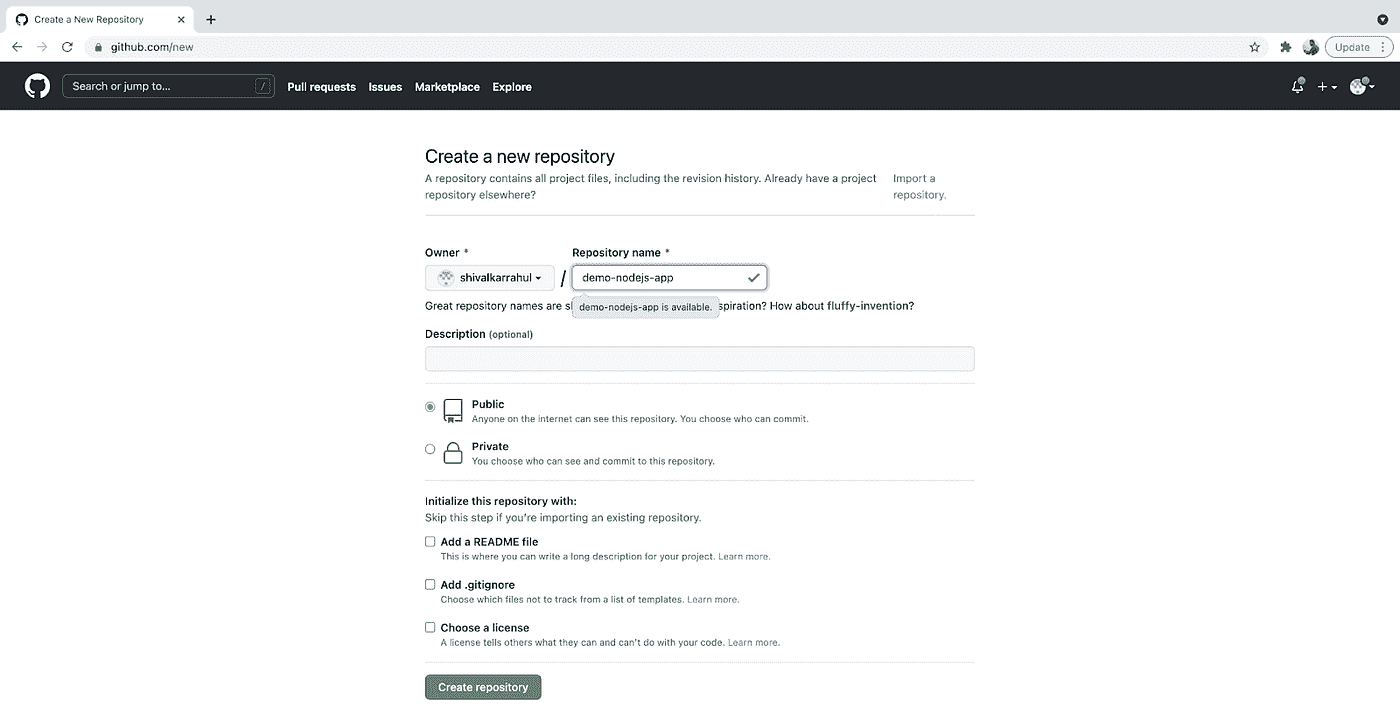 Create a New Repository
github.com/new
Update
Search or jump to...
/
Pull requests
Issues
Marketplace
Explore
Create a new repository
A repository contains all project files, including the revision history. Already have a project
repository elsewhere?
Import a
repository.
Owner *
Repository name *
shivalkarrahul
/
demo-nodejs-app
Great repository names are s
demo-nodejs-app is available.
spiration? How about fluffy-invention?
Description (optional)
Public
Anyone on the internet can see this repository. You choose who can commit.
Private
You choose who can see and commit to this repository.
Initialize this repository with:
Skip this step if you're importing an existing repository.
Add a README file
This is where you can write a long description for your project. Learn more.
Add .gitignore
Choose which files not to track from a list of templates. Learn more.
Choose a license
A license tells others what they can and can't do with your code. Learn more.
Create repository